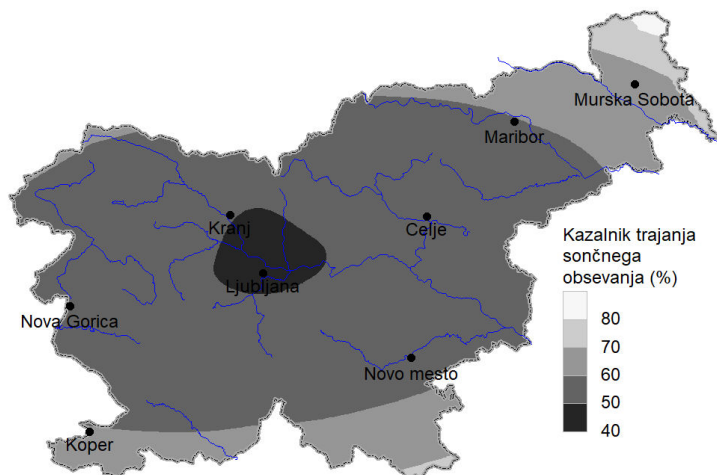 Murska Sobota
Maribor
Kranj
Celje
Ljubljana
Nova Gorica
Novo mesto
Koper
Kazalnik trajanja
sončnega
obsevanja (%)
80
70
60
50
40